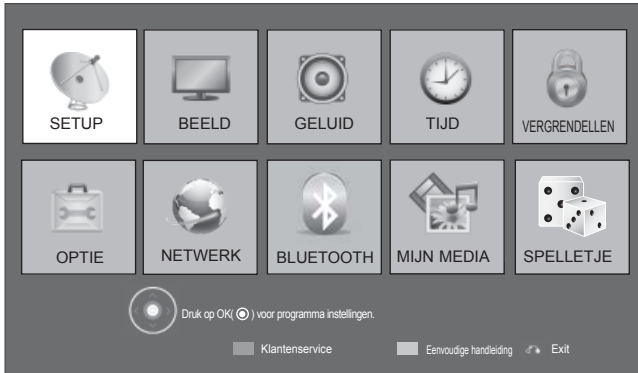 SETUP BEELD GELUID TIJD VERGRENDELLEN
OPTIE NETWERK BLUETOOTH MIJN MEDIA SPELLETJE
Druk op OK( ) voor programma instellingen.
Klantenservice Eenvoudige handleiding Exit